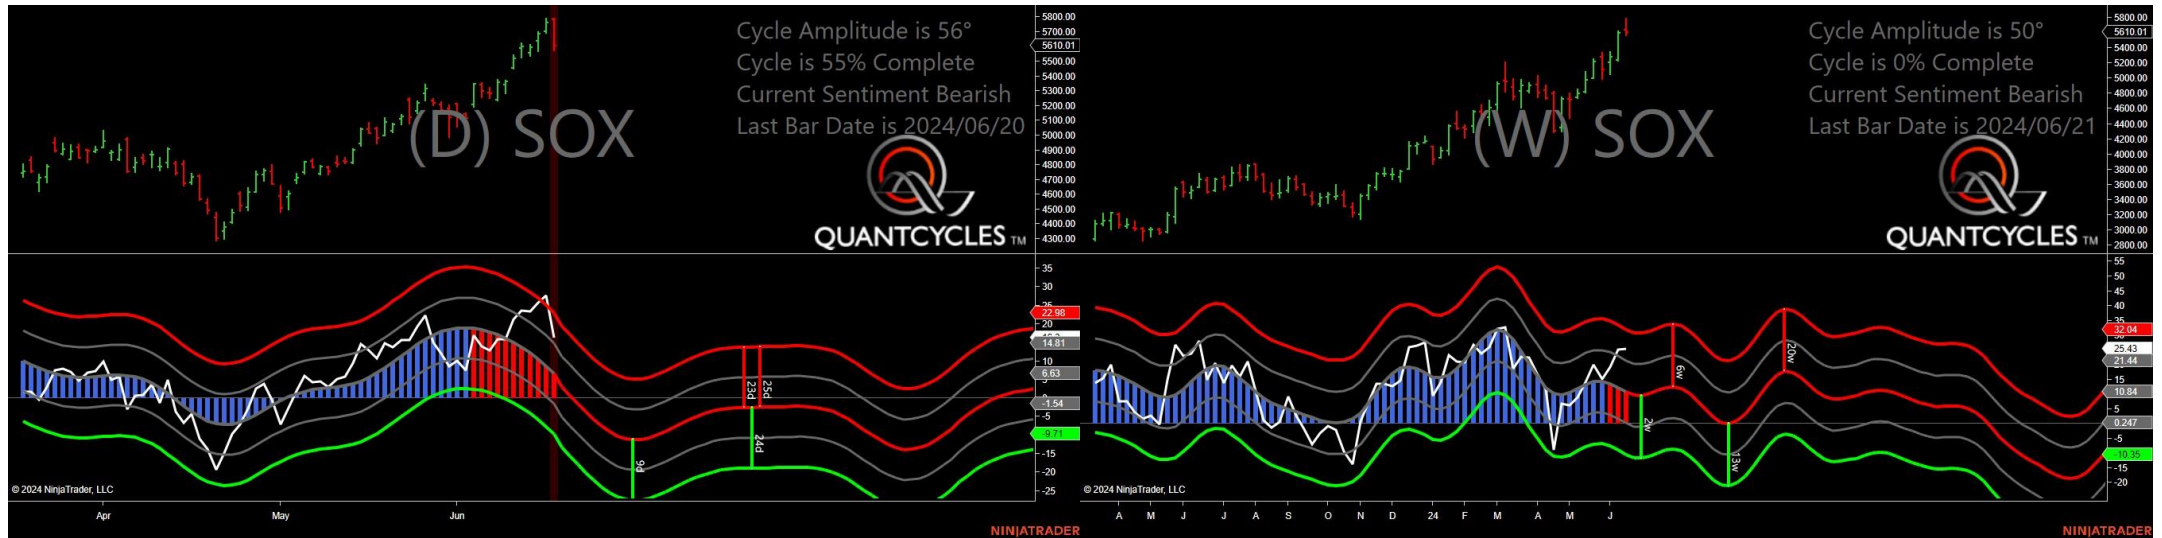 Cycle Amplitude is 56°
Cycle is 55% Complete
Current Sentiment Bearish
Last Bar Date is 2024/06/20
(D) SOX
QUANTCYCLES TM
5800.00
5700.00
5610.01
5500.00
5400.00
5300.00
5200.00
5100.00
5000.00
4900.00
4800.00
4700.00
4600.00
4500.00
4400.00
4300.00
35
30
22.98
20
14.81
10
6.63
-1.54
-5
-9.71
-15
-20
-25
9d
23d
25d
24d
© 2024 NinjaTrader, LLC
Apr
May
Jun
NINJATRADER
Cycle Amplitude is 50°
Cycle is 0% Complete
Current Sentiment Bearish
Last Bar Date is 2024/06/21
(W) SOX
QUANTCYCLES TM
5800.00
5610.01
5400.00
5200.00
5000.00
4800.00
4600.00
4400.00
4200.00
4000.00
3800.00
3600.00
3400.00
3200.00
3000.00
2800.00
55
50
45
40
32.04
25.43
21.44
15
10.84
5
0.247
-5
-10.35
-15
-20
2w
6w
13w
20w
© 2024 NinjaTrader, LLC
A M J J A S O N D 24 F M A M J
NINJATRADER